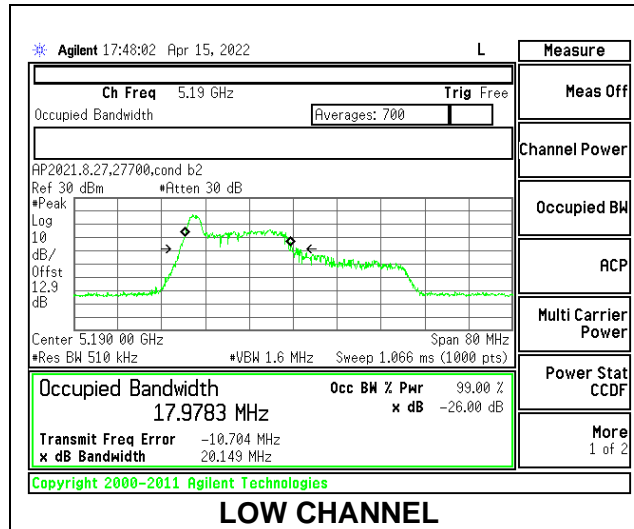 Agilent 17:48:02 Apr 15, 2022 L Measure
Ch Freq 5.19 GHz Trig Free Meas Off
Occupied Bandwidth Averages: 700
Channel Power
AP2021.8.27,27700,cond b2
Ref 30 dBm #Atten 30 dB
#Peak
Log
10
dB/
Offst
12.9
dB
Occupied BW
ACP
Center 5.190 00 GHz Span 80 MHz
#Res BW 510 kHz #VBW 1.6 MHz Sweep 1.066 ms (1000 pts)
Multi Carrier
Power
Occupied Bandwidth Occ BW % Pwr 99.00 %
17.9783 MHz x dB -26.00 dB
Transmit Freq Error -10.704 MHz
x dB Bandwidth 20.149 MHz
Power Stat
CCDF
More
1 of 2
Copyright 2000-2011 Agilent Technologies
LOW CHANNEL